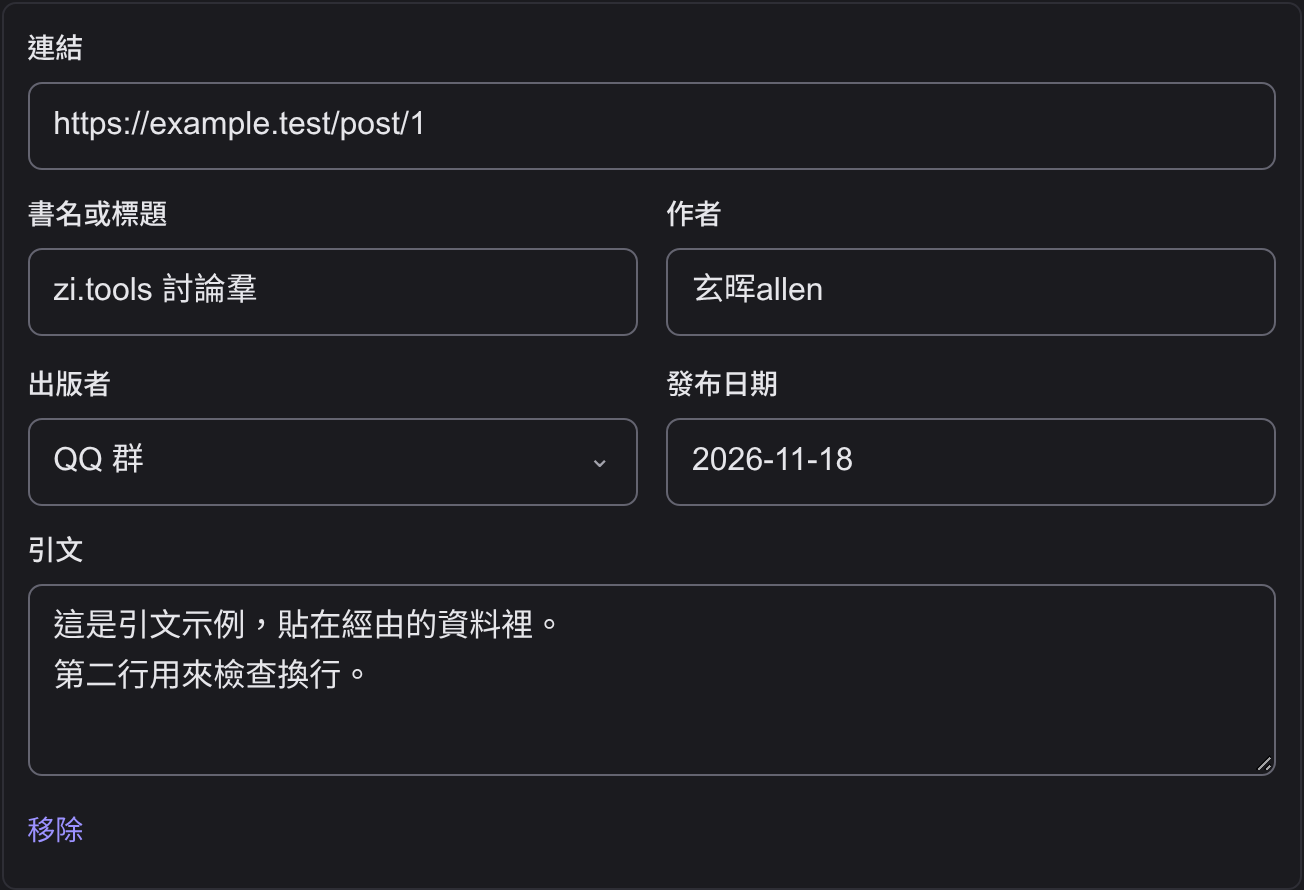 連結
https://example.test/post/1
書名或標題
作者
zi.tools 討論羣
玄晖allen
出版者
發布日期
QQ 群
2026-11-18
引文
這是引文示例，貼在經由的資料裡。
第二行用來檢查換行。
移除